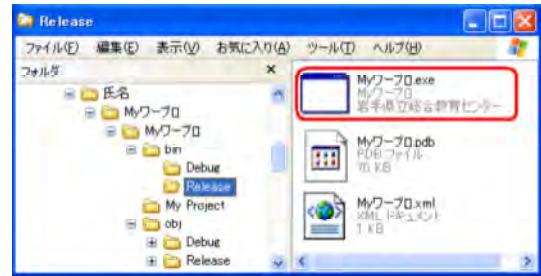 Release
ファイル(F) 編集(E) 表示(V) お気に入り(A) ツール(T) ヘルプ(H)
フォルダ ×
氏名
Myワープロ
Myワープロ
bin
Debug
Release
My Project
obj
Debug
Release
Myワープロ.exe
Myワープロ
岩手県立総合教育センター
Myワープロ.pdb
PDB ファイル
70 KB
Myワープロ.xml
XML ドキュメント
1 KB